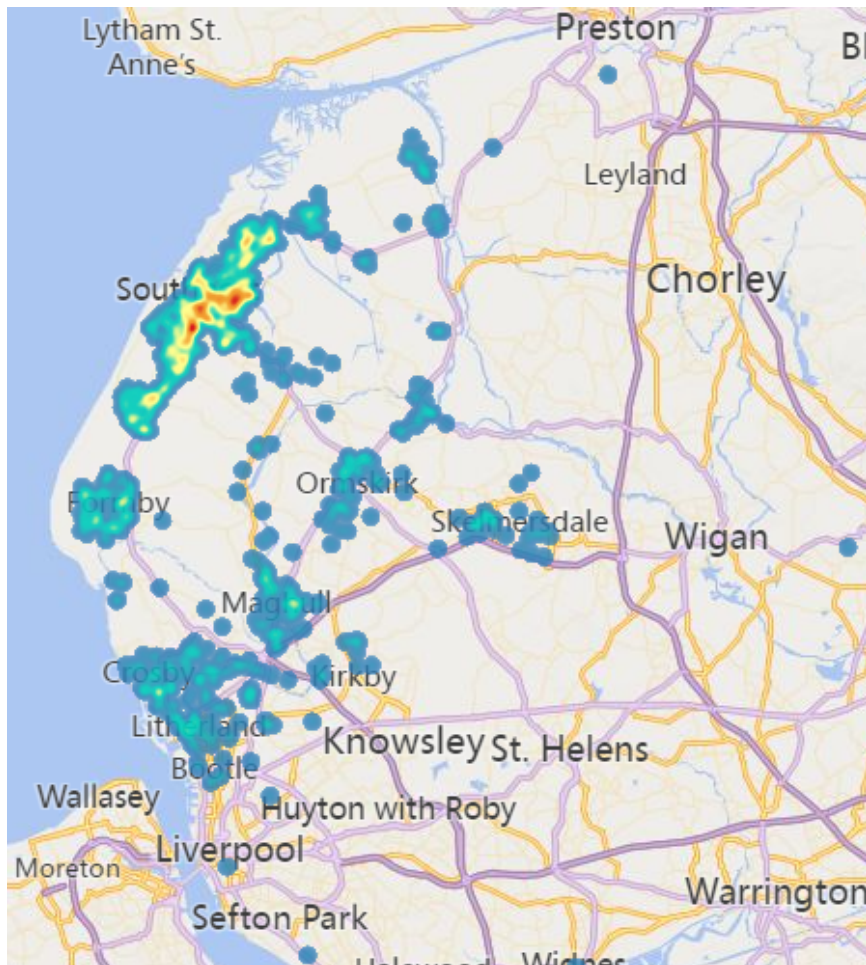 Lytham St.
Anne's
Preston
Bl
Leyland
Chorley
South
Ormskirk
Formby
Skelmersdale
Wigan
Maghull
Crosby
Kirkby
Litherland
Knowsley
St. Helens
Bootle
Wallasey
Huyton with Roby
Liverpool
Moreton
Warrington
Sefton Park
Widnes